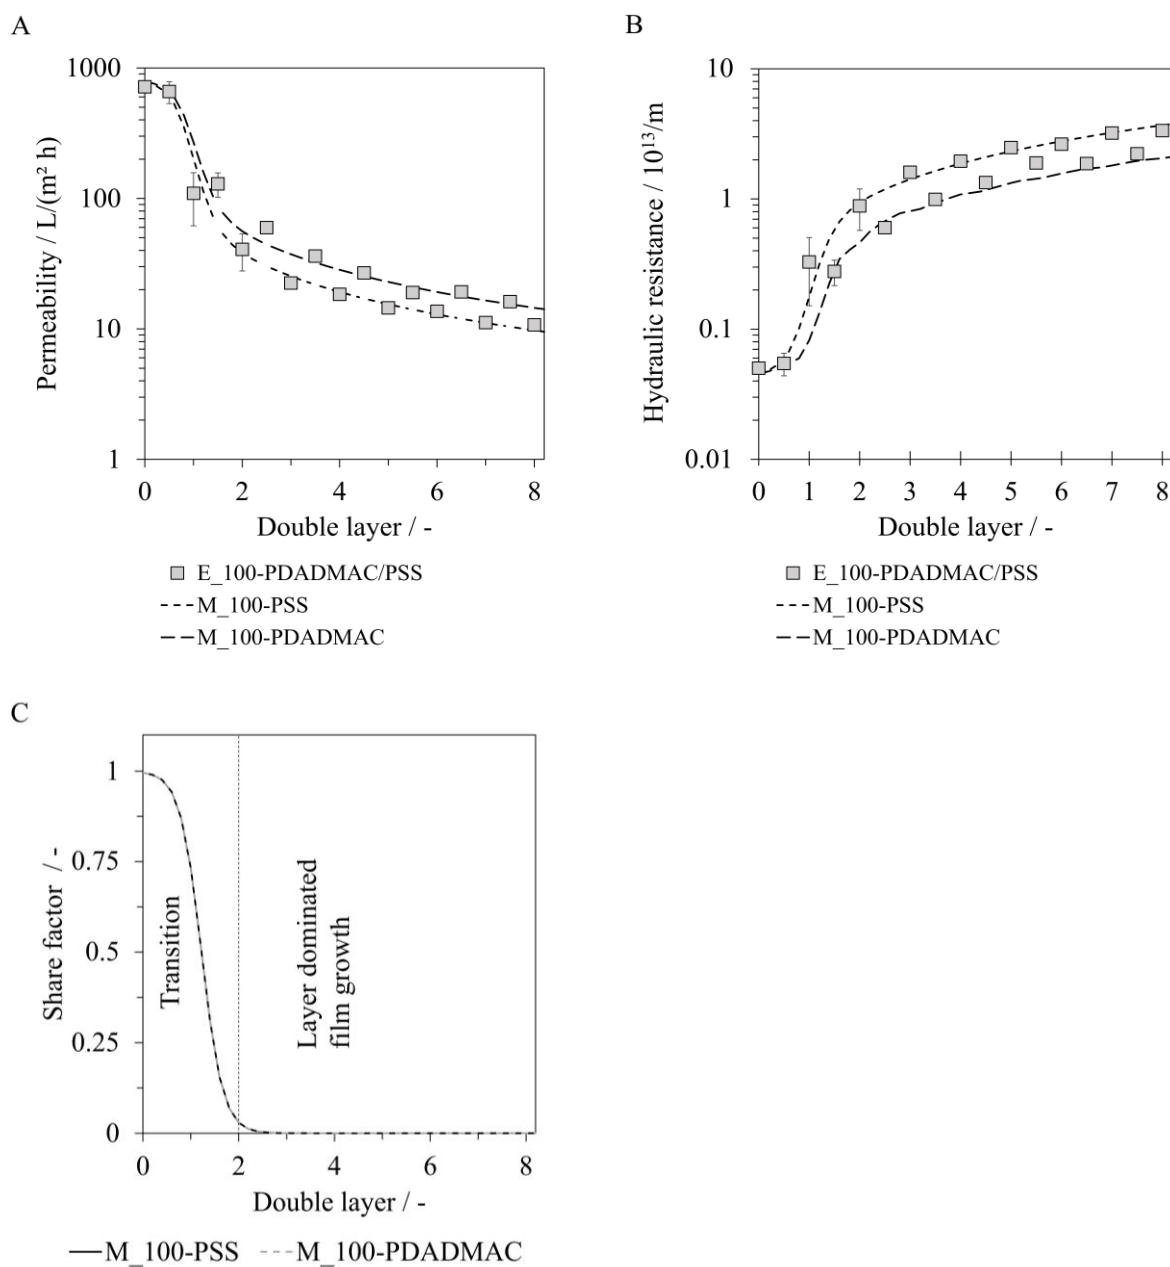 A
Permeability / L/(m² h)
1000
100
10
1
0 2 4 6 8
Double layer / -
E_100-PDADMAC/PSS
M_100-PSS
M_100-PDADMAC
B
Hydraulic resistance / 10¹³/m
10
1
0.1
0.01
0 1 2 3 4 5 6 7 8
Double layer / -
E_100-PDADMAC/PSS
M_100-PSS
M_100-PDADMAC
C
Share factor / -
1
0.75
0.5
0.25
0
Transition
Layer dominated
film growth
0 2 4 6 8
Double layer / -
M_100-PSS M_100-PDADMAC